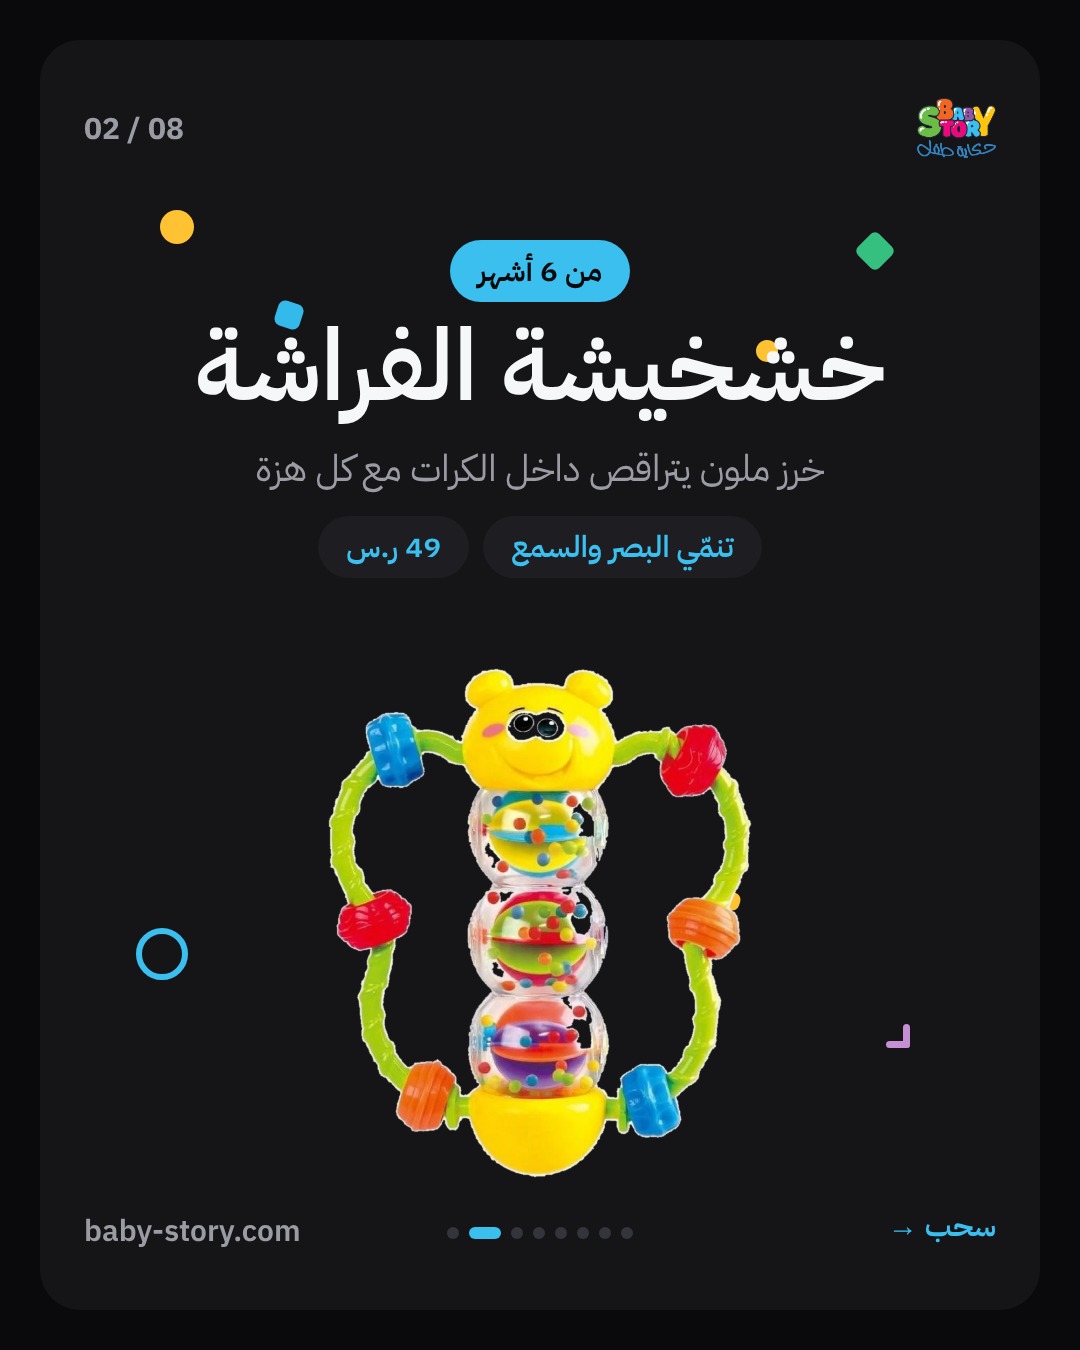 02 / 08
BABY
STORY
حكاية طفل
من 6 أشهر
خشخيشة الفراشة
خرز ملون يتراقص داخل الكرات مع كل هزة
تنمّي البصر والسمع
49 ر.س
baby-story.com
سحب →